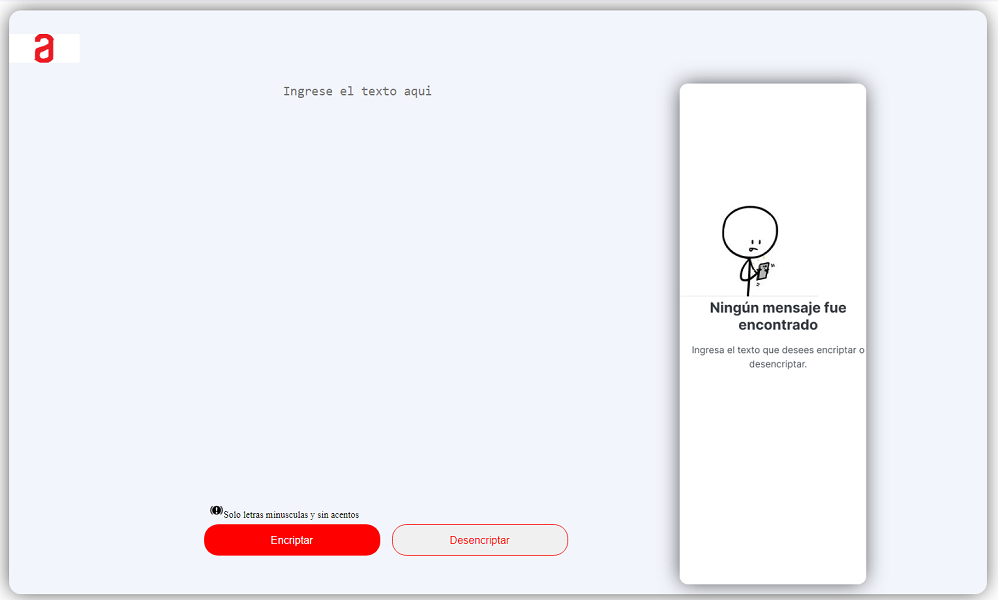 a
Ingrese el texto aqui
Ningún mensaje fue
encontrado
Ingresa el texto que desees encriptar o
desencriptar.
Solo letras minusculas y sin acentos
Encriptar
Desencriptar